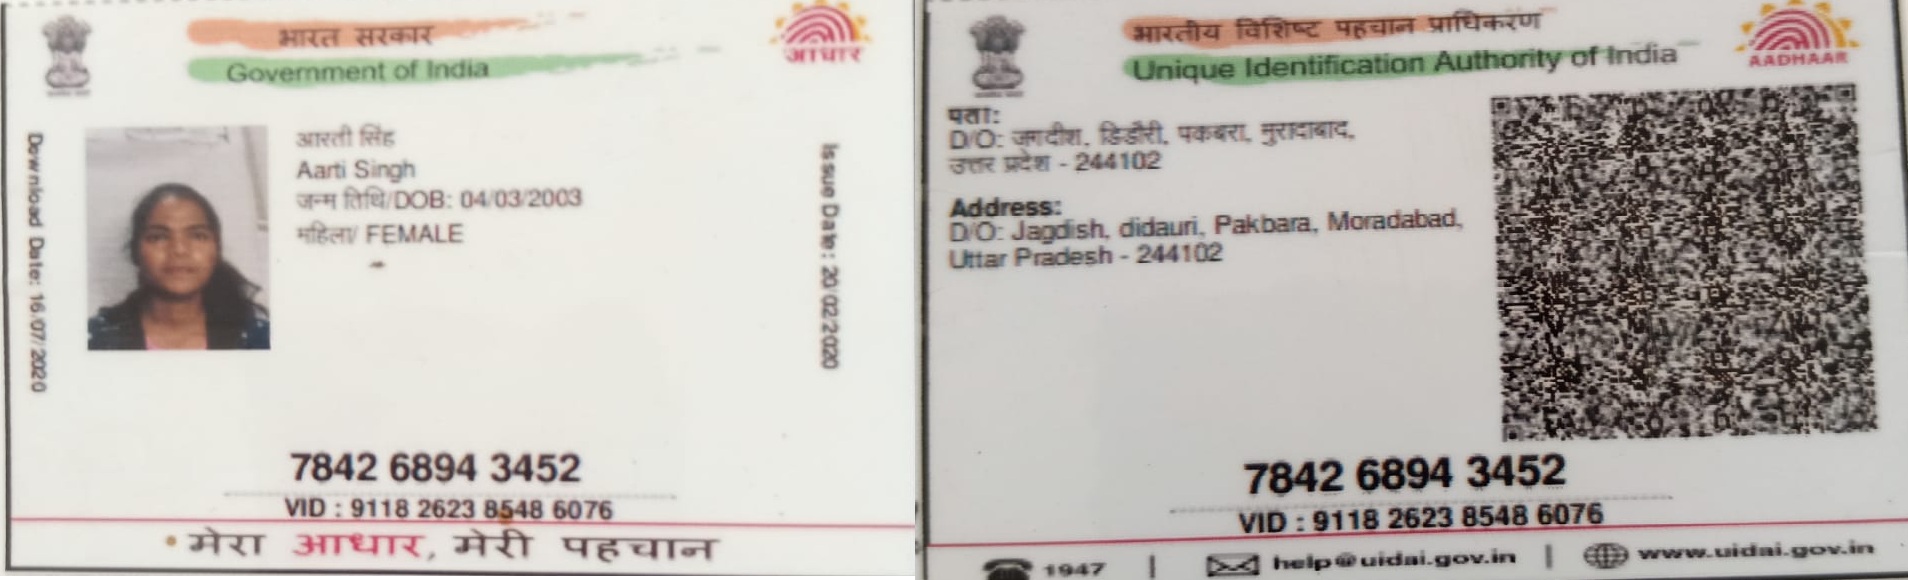 भारत सरकार
Government of India
आधार
Download Date: 16/07/2020
आरती सिंह
Aarti Singh
जन्म तिथि/DOB: 04/03/2003
महिला/ FEMALE
Issue Date: 20/02/2020
7842 6894 3452
VID : 9118 2623 8548 6076
मेरा आधार, मेरी पहचान
भारतीय विशिष्ट पहचान प्राधिकरण
Unique Identification Authority of India
AADHAAR
पता:
D/O: जगदीश, डिडौरी, पकबरा, मुरादाबाद,
उत्तर प्रदेश - 244102
Address:
D/O: Jagdish, didauri, Pakbara, Moradabad,
Uttar Pradesh - 244102
7842 6894 3452
VID : 9118 2623 8548 6076
1947 | help@uidai.gov.in | www.uidai.gov.in